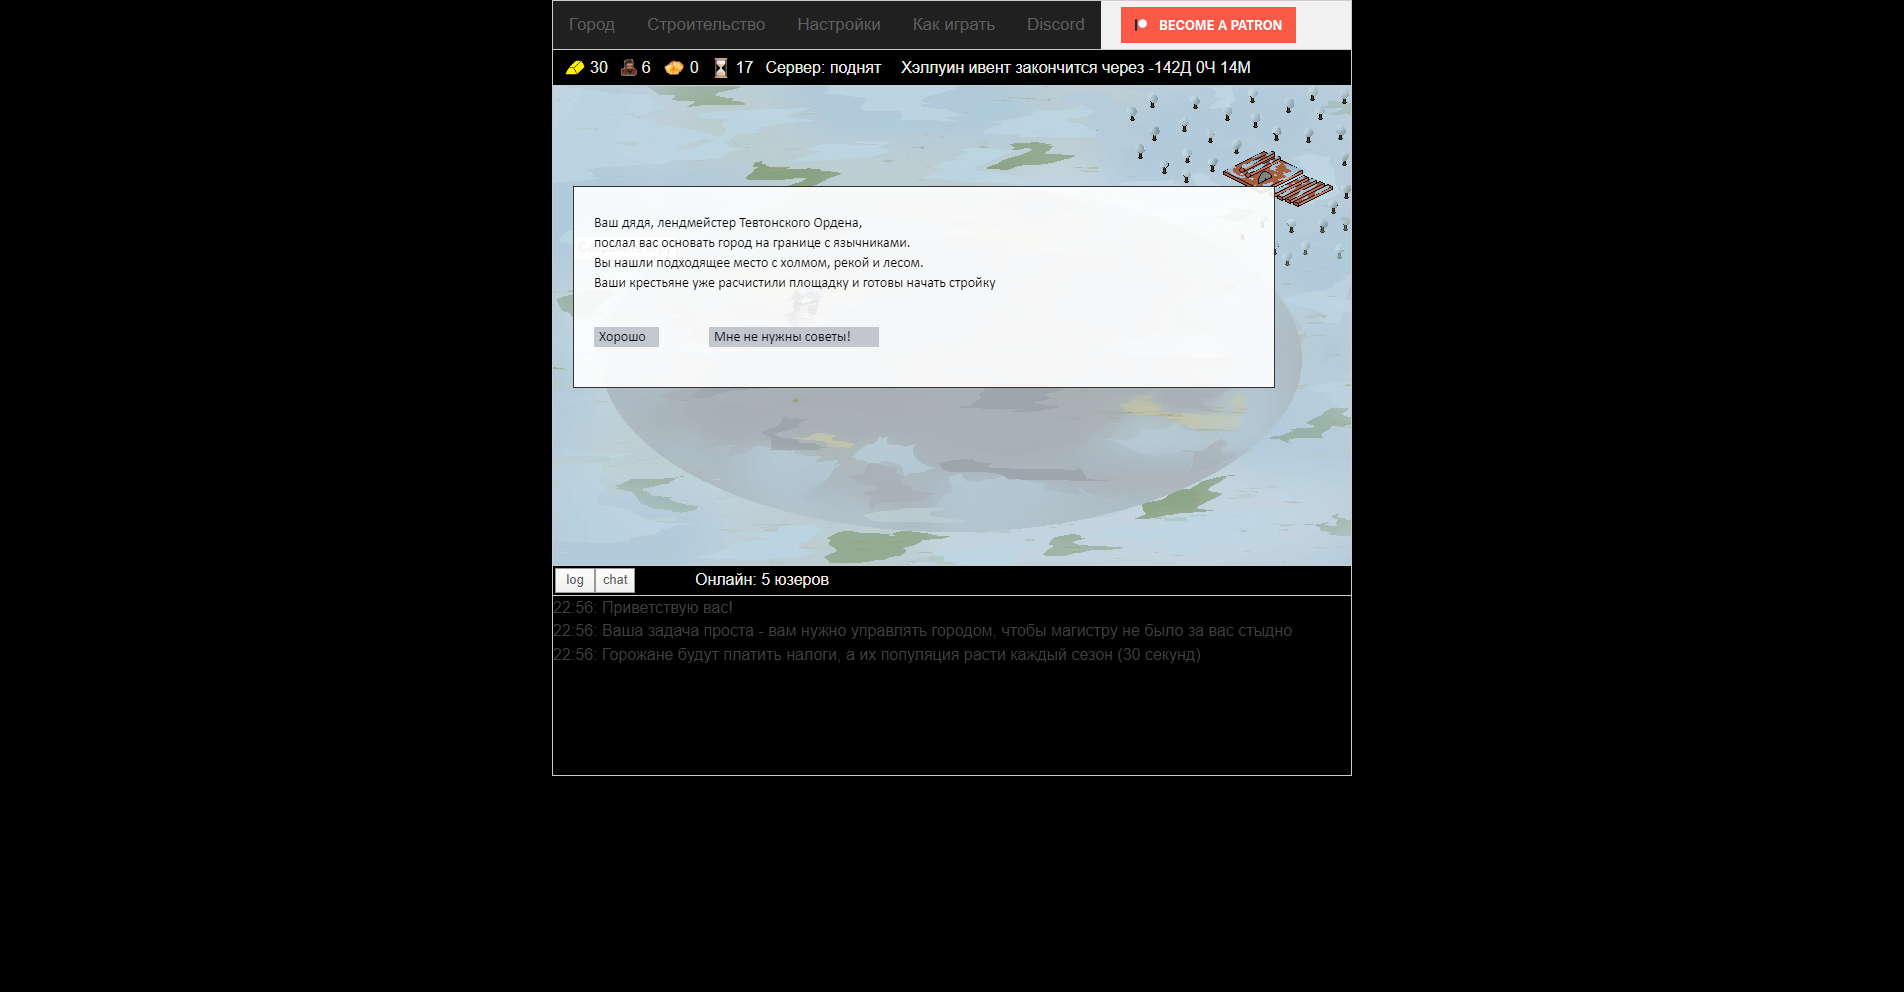 Город Строительство Настройки Как играть Discord BECOME A PATRON
30 6 0 17 Сервер: поднят Хэллуин ивент закончится через -142Д 0Ч 14М
Ваш дядя, лендмейстер Тевтонского Ордена,
послал вас основать город на границе с язычниками.
Вы нашли подходящее место с холмом, рекой и лесом.
Ваши крестьяне уже расчистили площадку и готовы начать стройку
Хорошо Мне не нужны советы!
log chat Онлайн: 5 юзеров
22:56: Приветствую вас!
22:56: Ваша задача проста - вам нужно управлять городом, чтобы магистру не было за вас стыдно
22:56: Горожане будут платить налоги, а их популяция расти каждый сезон (30 секунд)